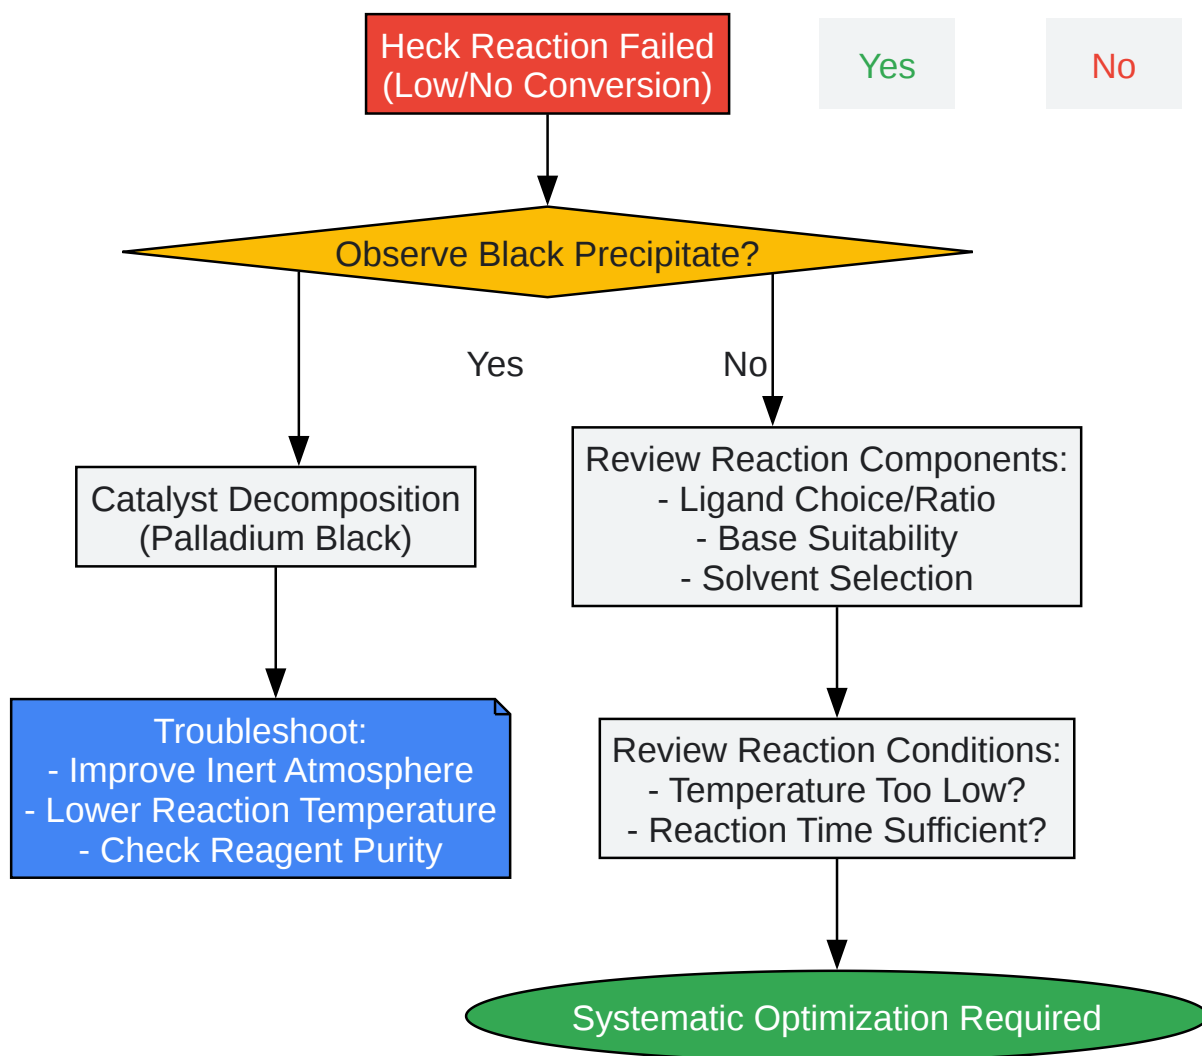 Heck Reaction Failed
(Low/No Conversion)
Yes
No
Observe Black Precipitate?
Yes
No
Catalyst Decomposition
(Palladium Black)
Review Reaction Components:
- Ligand Choice/Ratio
- Base Suitability
- Solvent Selection
Troubleshoot:
- Improve Inert Atmosphere
- Lower Reaction Temperature
- Check Reagent Purity
Review Reaction Conditions:
- Temperature Too Low?
- Reaction Time Sufficient?
Systematic Optimization Required